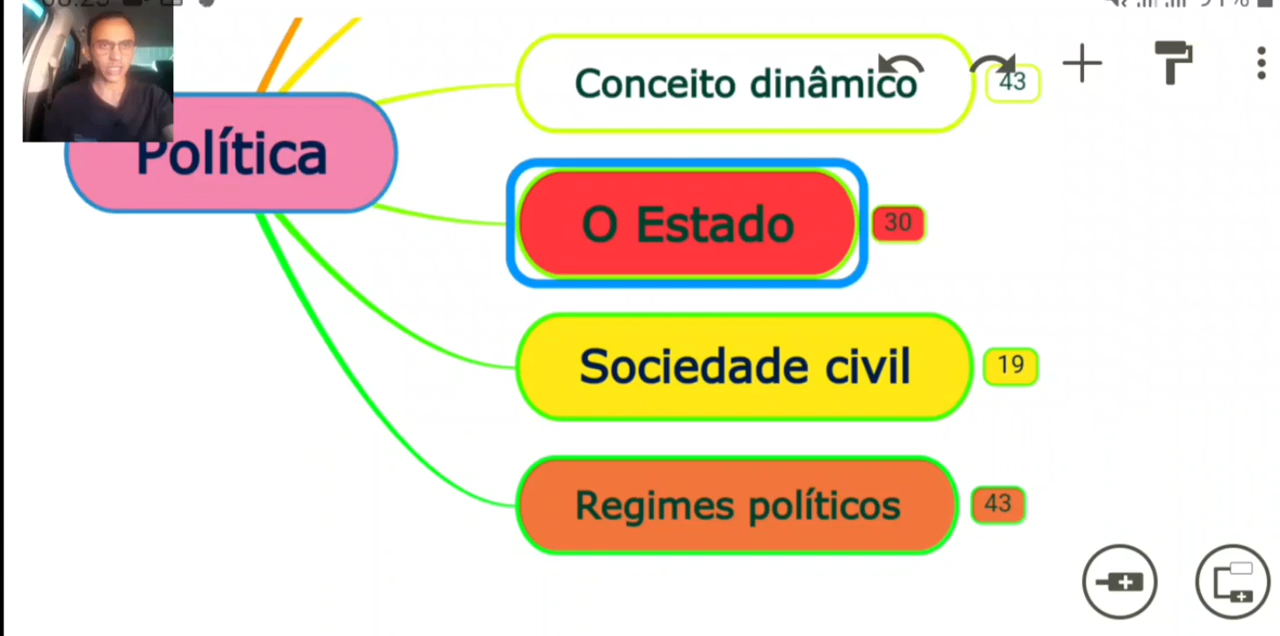 Conceito dinâmico
43
Política
O Estado
30
Sociedade civil
19
Regimes políticos
43